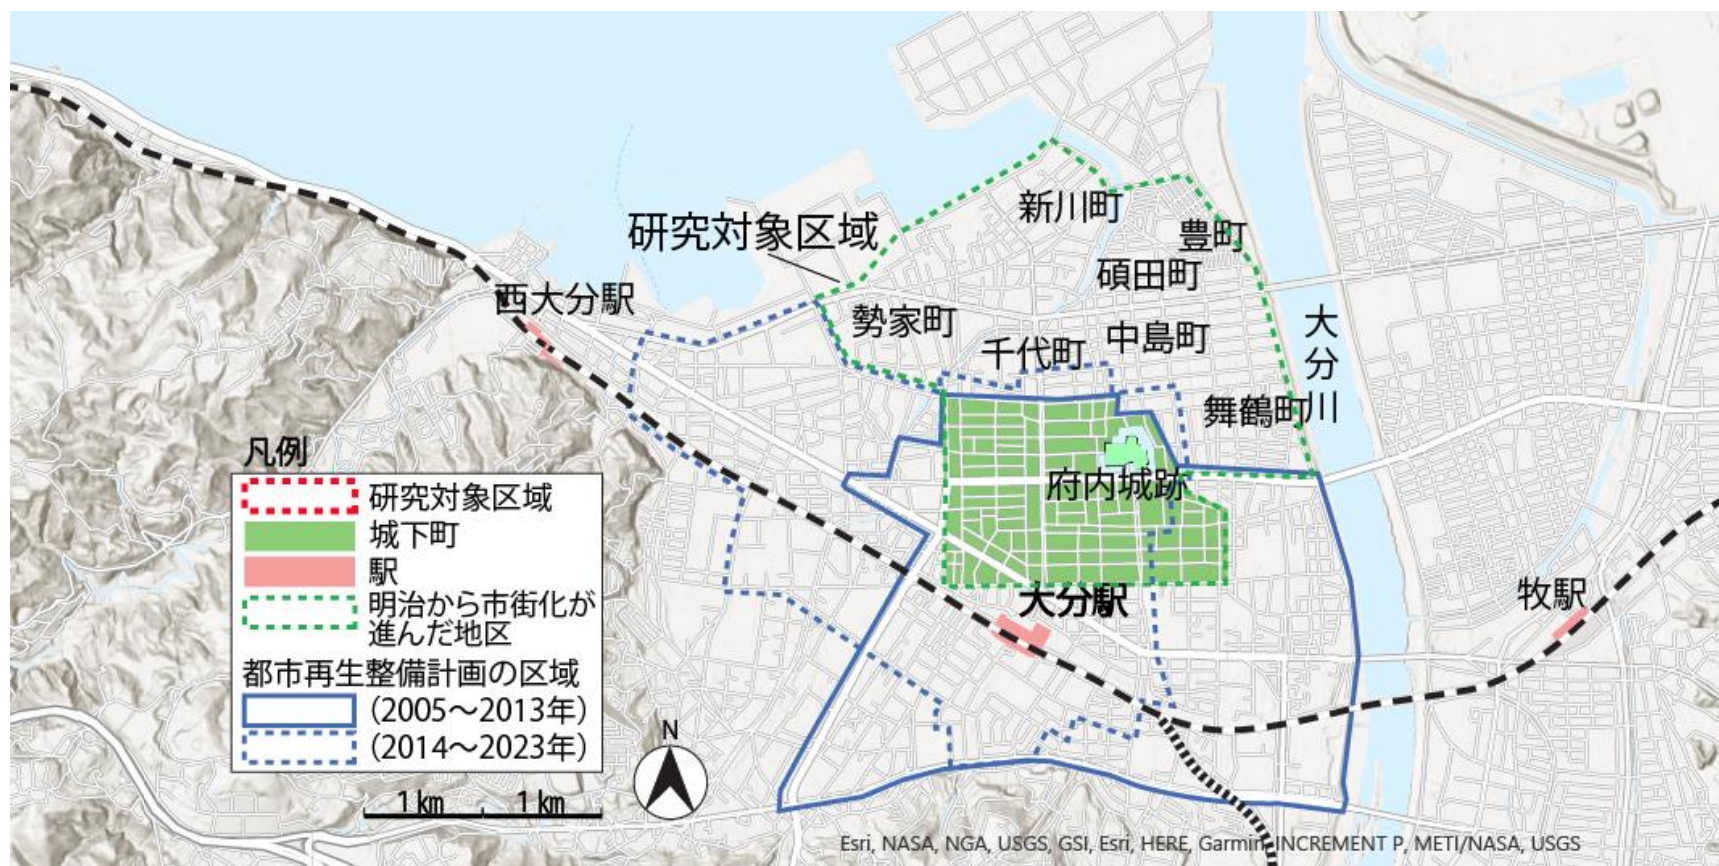 新川町
研究対象区域
豊町
碩田町
西大分駅
勢家町
中島町
千代町
大分川
舞鶴町
凡例
府内城跡
研究対象区域
城下町
駅
明治から市街化が
進んだ地区
大分駅
牧駅
都市再生整備計画の区域
(2005～2013年)
(2014～2023年)
N
1㎞ 1㎞
Esri, NASA, NGA, USGS, GSI, Esri, HERE, Garmin, INCREMENT P, METI/NASA, USGS